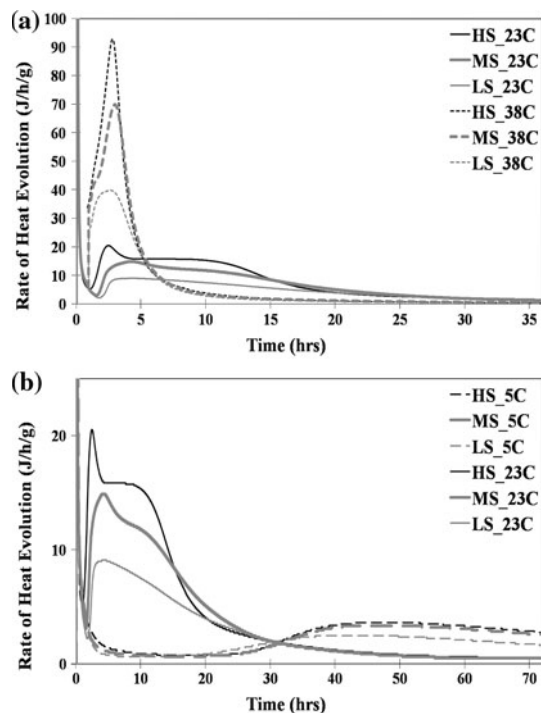 (a)
Rate of Heat Evolution (J/h/g)
100
90
80
70
60
50
40
30
20
10
0
HS_23C
MS_23C
LS_23C
HS_38C
MS_38C
LS_38C
0 5 10 15 20 25 30 35
Time (hrs)
(b)
Rate of Heat Evolution (J/h/g)
20
10
0
HS_5C
MS_5C
LS_5C
HS_23C
MS_23C
LS_23C
0 10 20 30 40 50 60 70
Time (hrs)